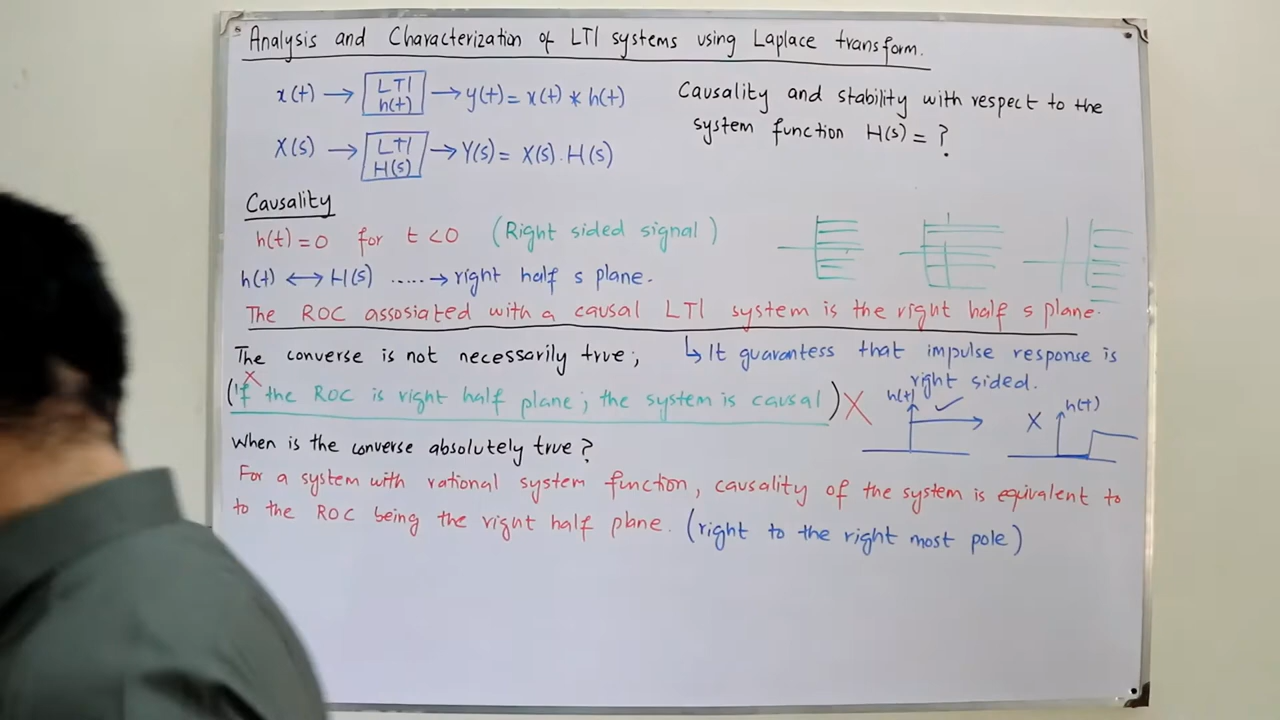 Analysis and Characterization of LTI systems using Laplace transform.
x(t) → LTI h(t) → y(t) = x(t) * h(t)
X(s) → LTI H(s) → Y(s) = X(s) . H(s)
Causality and stability with respect to the
system function H(s) = ?
Causality
h(t) = 0 for t < 0 (Right sided signal)
h(t) ↔ H(s) ...... → right half s plane.
The ROC assosiated with a causal LTI system is the right half s plane.
The converse is not necessarily true; ↳ It guarantess that impulse response is
right sided.
(If the ROC is right half plane; the system is causal) X
h(t) ✓
X h(t)
When is the converse absolutely true?
For a system with rational system function, causality of the system is equivalent to
to the ROC being the right half plane. (right to the right most pole)